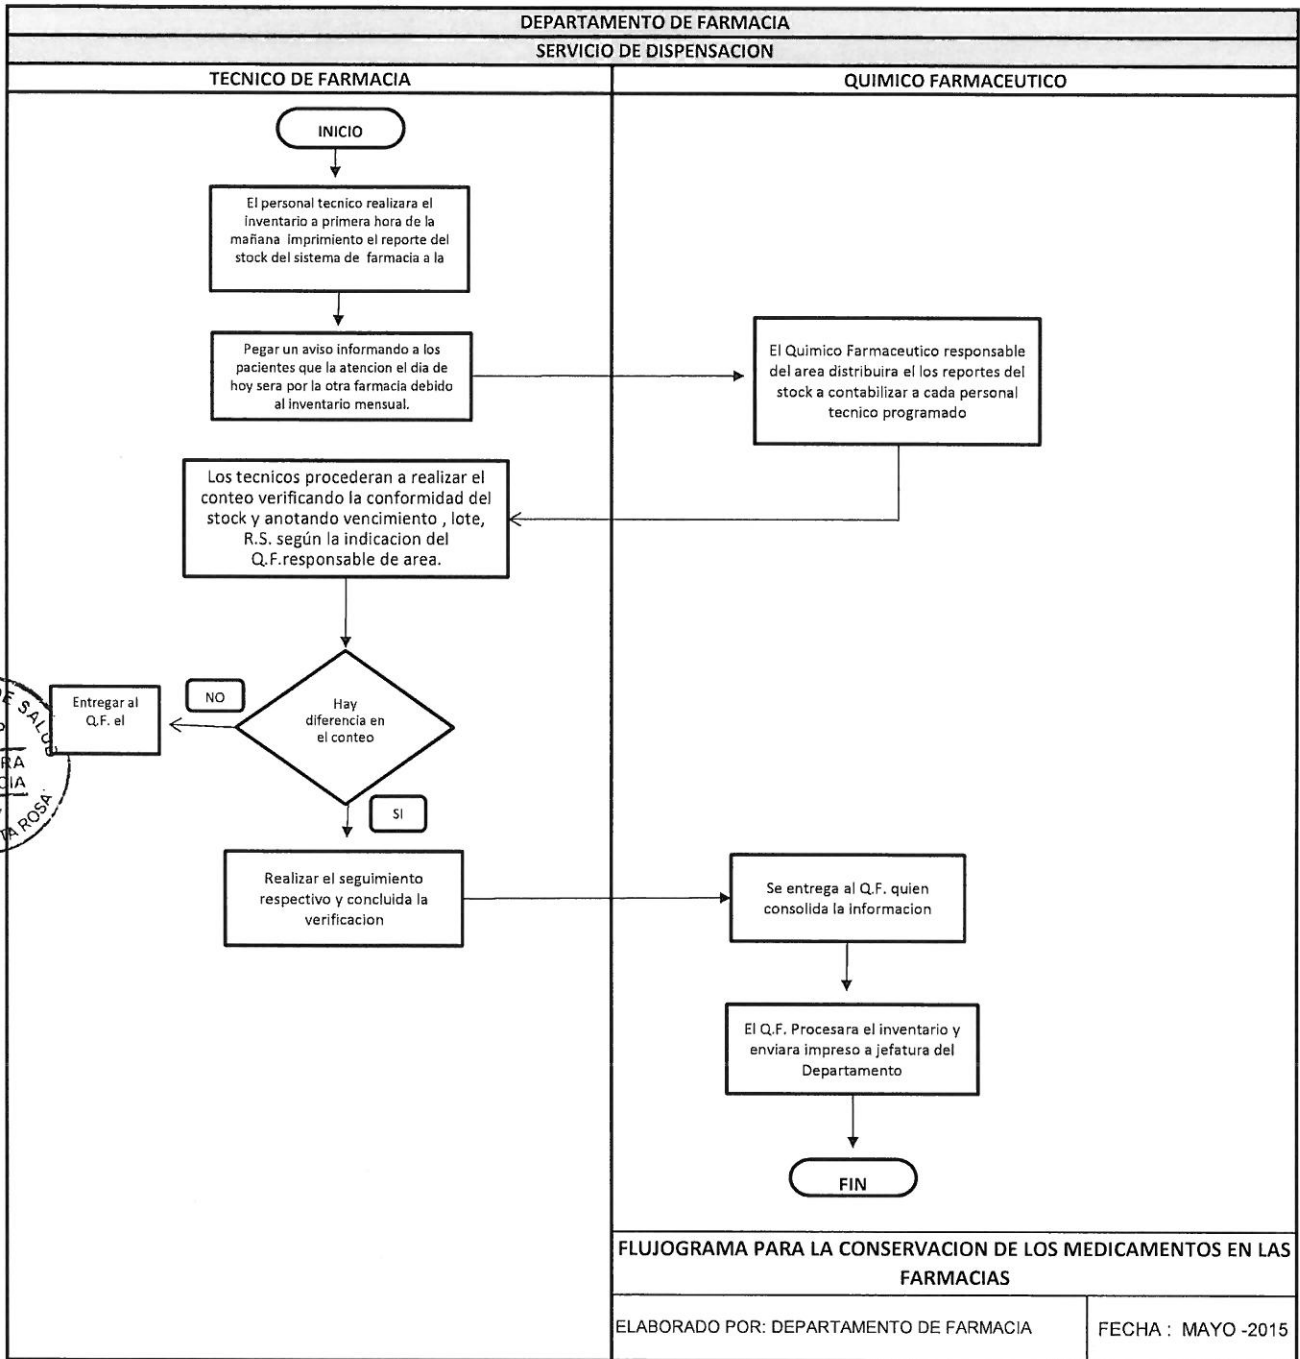 DEPARTAMENTO DE FARMACIA
SERVICIO DE DISPENSACION
TECNICO DE FARMACIA
QUIMICO FARMACEUTICO
INICIO
El personal tecnico realizara el
inventario a primera hora de la
mañana imprimiento el reporte del
stock del sistema de farmacia a la
Pegar un aviso informando a los
pacientes que la atencion el dia de
hoy sera por la otra farmacia debido
al inventario mensual.
El Quimico Farmaceutico responsable
del area distribuira el los reportes del
stock a contabilizar a cada personal
tecnico programado
Los tecnicos procederan a realizar el
conteo verificando la conformidad del
stock y anotando vencimiento , lote,
R.S. según la indicacion del
Q.F.responsable de area.
Hay
diferencia en
el conteo
NO
Entregar al
Q.F. el
SI
Realizar el seguimiento
respectivo y concluida la
verificacion
Se entrega al Q.F. quien
consolida la informacion
El Q.F. Procesara el inventario y
enviara impreso a jefatura del
Departamento
FIN
DE SALUD
ROSA
FLUJOGRAMA PARA LA CONSERVACION DE LOS MEDICAMENTOS EN LAS
FARMACIAS
ELABORADO POR: DEPARTAMENTO DE FARMACIA
FECHA : MAYO -2015